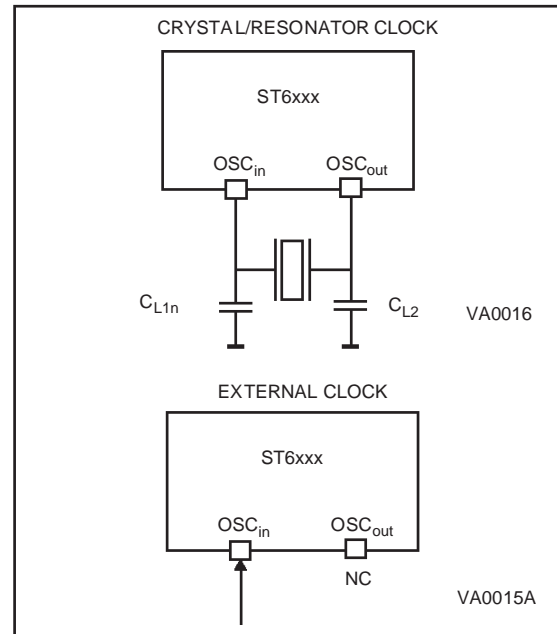 CRYSTAL/RESONATOR CLOCK
ST6xxx
OSCin OSCout
CL1n CL2 VA0016
EXTERNAL CLOCK
ST6xxx
OSCin OSCout
NC
VA0015A